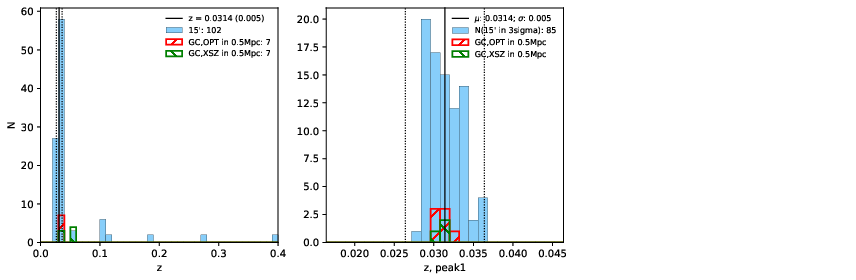 z = 0.0314 (0.005)
15': 102
GC,OPT in 0.5Mpc: 7
GC,XSZ in 0.5Mpc: 7
60
50
40
30
20
10
0
N
0.0
0.1
0.2
0.3
0.4
z
μ: 0.0314; σ: 0.005
N(15' in 3sigma): 85
GC,OPT in 0.5Mpc
GC,XSZ in 0.5Mpc
20.0
17.5
15.0
12.5
10.0
7.5
5.0
2.5
0.0
0.020
0.025
0.030
0.035
0.040
0.045
z, peak1